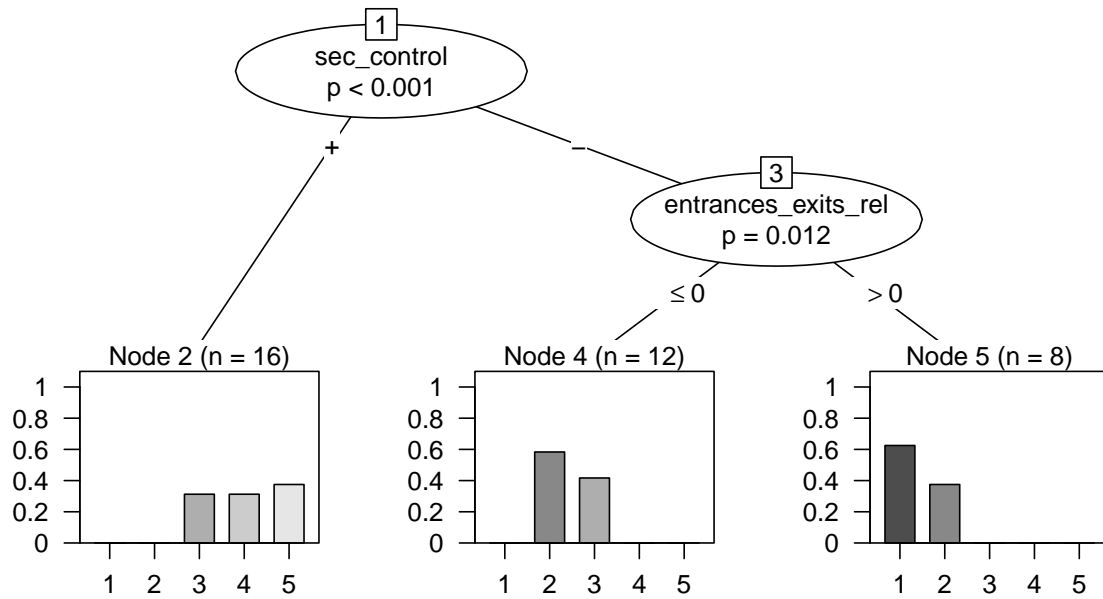 1
sec_control
p < 0.001
+
−
3
entrances_exits_rel
p = 0.012
≤ 0
> 0
Node 2 (n = 16)
1
0.8
0.6
0.4
0.2
0
1 2 3 4 5
Node 4 (n = 12)
1
0.8
0.6
0.4
0.2
0
1 2 3 4 5
Node 5 (n = 8)
1
0.8
0.6
0.4
0.2
0
1 2 3 4 5